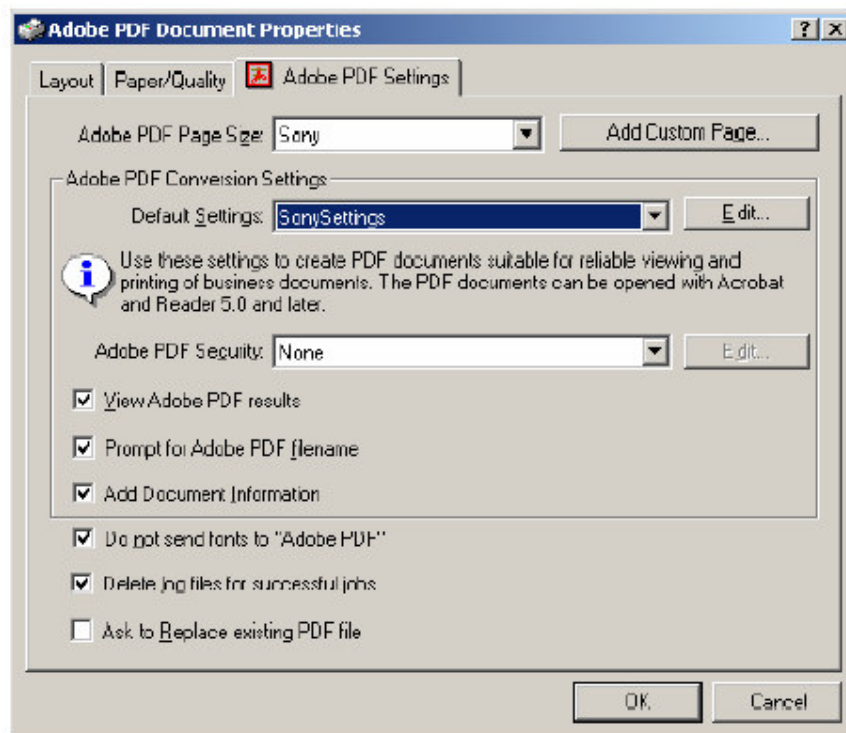 Adobe PDF Document Properties
Layout Paper/Quality Adobe PDF Settings
Adobe PDF Page Size: Sony Add Custom Page...
Adobe PDF Conversion Settings
Default Settings: SonySettings Edit...
Use these settings to create PDF documents suitable for reliable viewing and
printing of business documents. The PDF documents can be opened with Acrobat
and Reader 5.0 and later.
Adobe PDF Security: None Edit...
View Adobe PDF results
Prompt for Adobe PDF filename
Add Document Information
Do not send fonts to "Adobe PDF"
Delete log files for successful jobs
Ask to Replace existing PDF file
OK Cancel